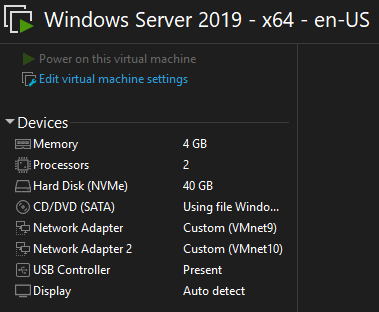 Windows Server 2019 - x64 - en-US
Power on this virtual machine
Edit virtual machine settings
Devices
Memory 4 GB
Processors 2
Hard Disk (NVMe) 40 GB
CD/DVD (SATA) Using file Windo...
Network Adapter Custom (VMnet9)
Network Adapter 2 Custom (VMnet10)
USB Controller Present
Display Auto detect